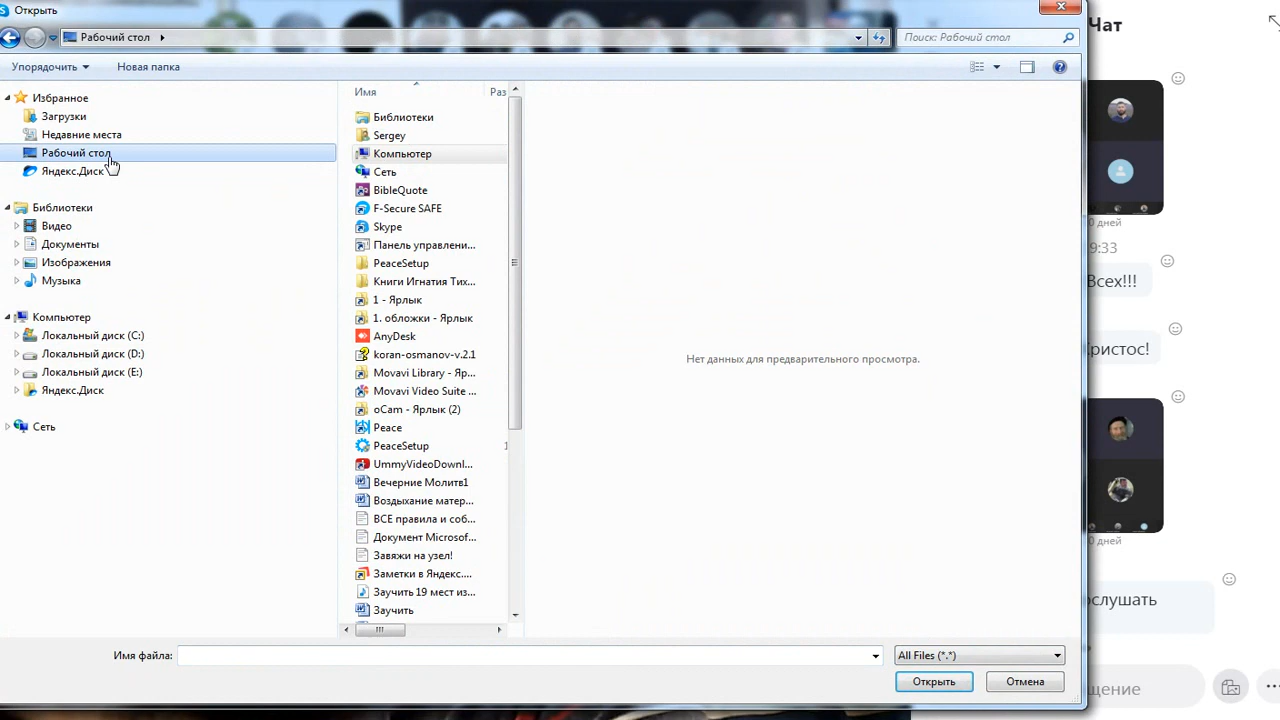 Открыть
Рабочий стол
Поиск: Рабочий стол
Упорядочить
Новая папка
Избранное
Загрузки
Недавние места
Рабочий стол
Яндекс.Диск
Библиотеки
Видео
Документы
Изображения
Музыка
Компьютер
Локальный диск (C:)
Локальный диск (D:)
Локальный диск (E:)
Яндекс.Диск
Сеть
Имя
Раз
Библиотеки
Sergey
Компьютер
Сеть
BibleQuote
F-Secure SAFE
Skype
Панель управлени...
PeaceSetup
Книги Игнатия Тих...
1 - Ярлык
1. обложки - Ярлык
AnyDesk
koran-osmanov-v.2.1
Movavi Library - Яр...
Movavi Video Suite ...
oCam - Ярлык (2)
Peace
PeaceSetup 1
UmmyVideoDownl...
Вечерние Молитв1
Воздыхание матер...
ВСЕ правила и соб...
Документ Microsof...
Завяжи на узел!
Заметки в Яндекс....
Заучить 19 мест из...
Заучить
Нет данных для предварительного просмотра.
Имя файла:
All Files (*.*)
Открыть
Отмена
Чат
0 дней
9:33
Всех!!!
Христос!
0 дней
ослушать
щение